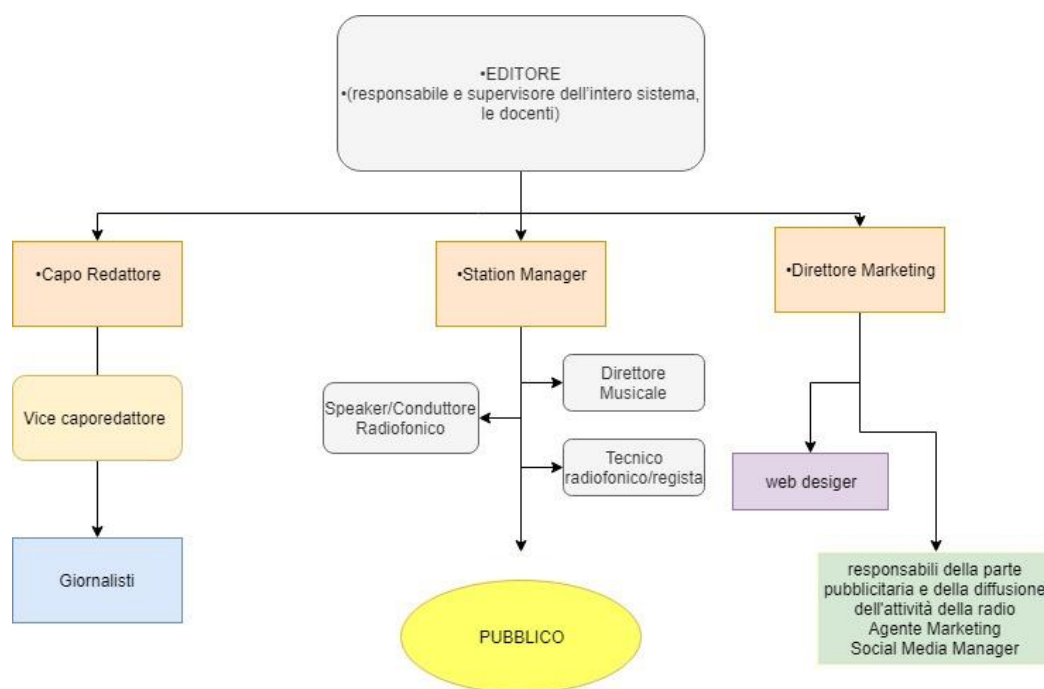 •EDITORE
•(responsabile e supervisore dell'intero sistema,
le docenti)
•Capo Redattore
•Station Manager
•Direttore Marketing
Vice caporedattore
Speaker/Conduttore
Radiofonico
Direttore
Musicale
Tecnico
radiofonico/regista
web desiger
Giornalisti
PUBBLICO
responsabili della parte
pubblicitaria e della diffusione
dell'attività della radio
Agente Marketing
Social Media Manager